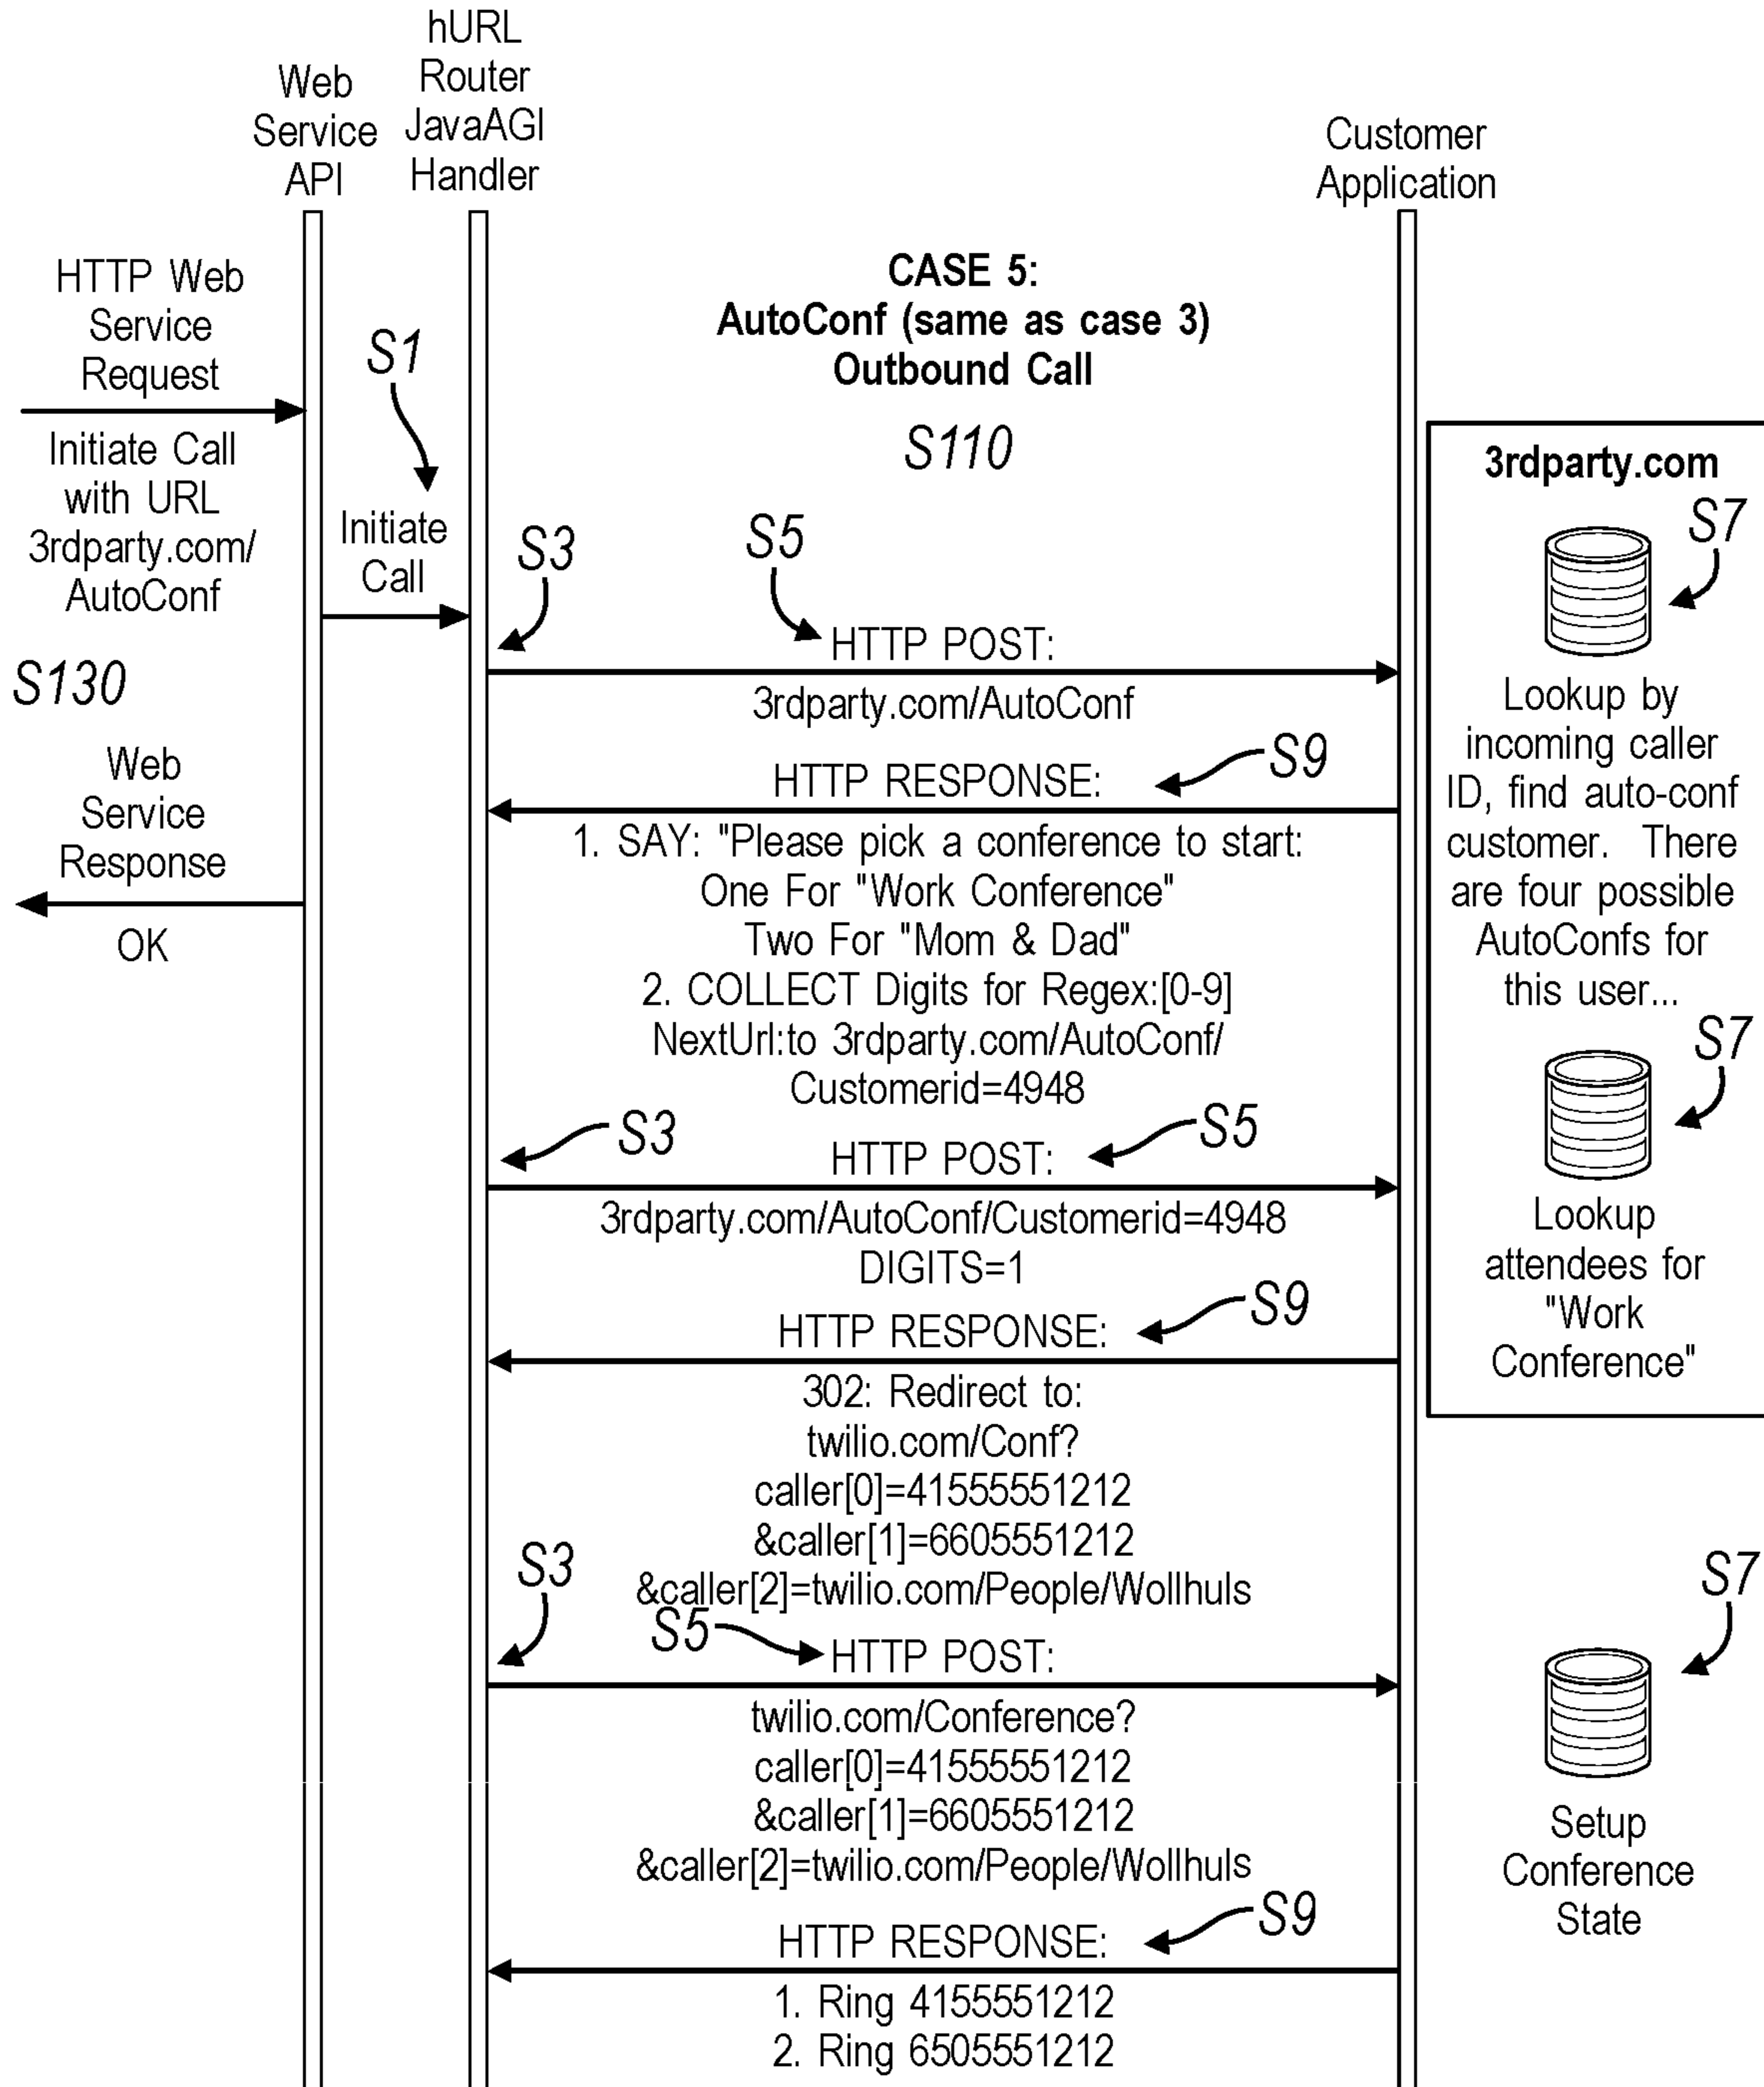 Web
Service
API
hURL
Router
JavaAGI
Handler
Customer
Application
HTTP Web
Service
Request
Initiate Call
with URL
3rdparty.com/
AutoConf
S130
Web
Service
Response
OK
S1
Initiate
Call
CASE 5:
AutoConf (same as case 3)
Outbound Call
S110
S3
S5
HTTP POST:
3rdparty.com/AutoConf
HTTP RESPONSE:
S9
1. SAY: "Please pick a conference to start:
One For "Work Conference"
Two For "Mom & Dad"
2. COLLECT Digits for Regex:[0-9]
NextUrl:to 3rdparty.com/AutoConf/
Customerid=4948
S3
HTTP POST:
S5
3rdparty.com/AutoConf/Customerid=4948
DIGITS=1
HTTP RESPONSE:
S9
302: Redirect to:
twilio.com/Conf?
caller[0]=41555551212
&caller[1]=6605551212
&caller[2]=twilio.com/People/Wollhuls
S3
S5
HTTP POST:
twilio.com/Conference?
caller[0]=41555551212
&caller[1]=6605551212
&caller[2]=twilio.com/People/Wollhuls
HTTP RESPONSE:
S9
1. Ring 4155551212
2. Ring 6505551212
3rdparty.com
S7
Lookup by
incoming caller
ID, find auto-conf
customer. There
are four possible
AutoConfs for
this user...
S7
Lookup
attendees for
"Work
Conference"
S7
Setup
Conference
State